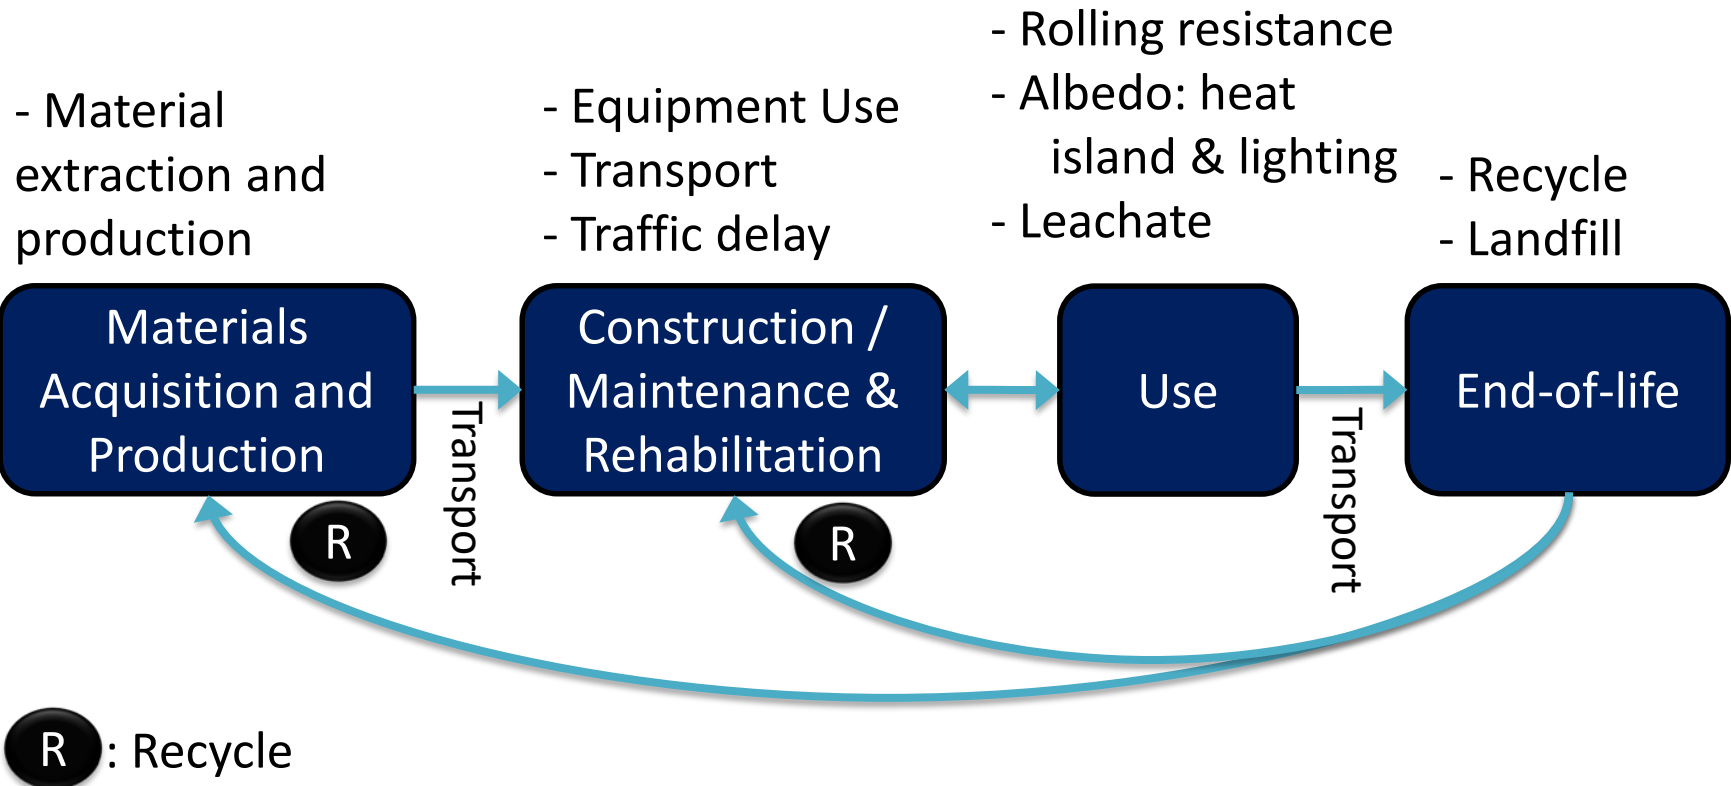 - Material
extraction and
production
- Equipment Use
- Transport
- Traffic delay
- Rolling resistance
- Albedo: heat
island & lighting
- Leachate
- Recycle
- Landfill
Materials
Acquisition and
Production
Transport
Construction /
Maintenance &
Rehabilitation
Use
Transport
End-of-life
R
R
R : Recycle